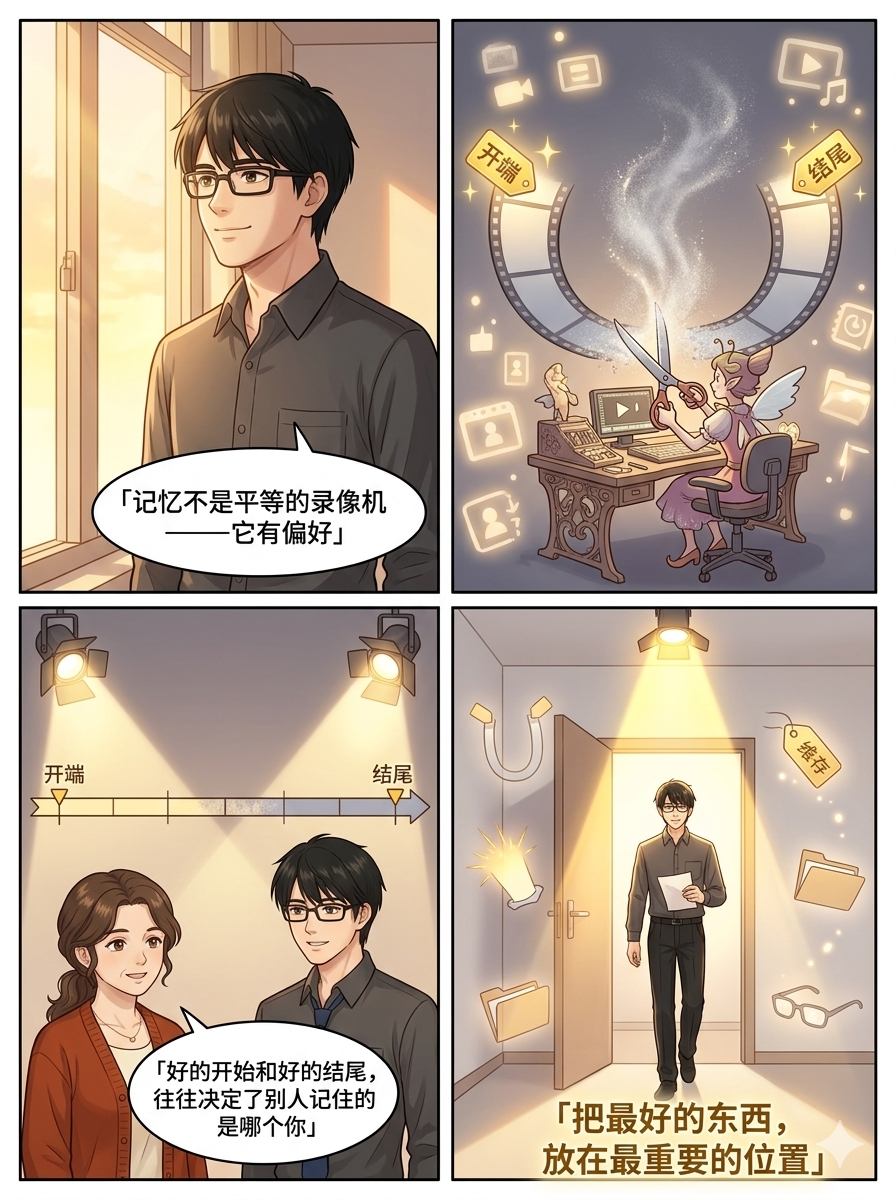 「记忆不是平等的录像机
———它有偏好」
开端
结尾
开端
结尾
「好的开始和好的结尾，
往往决定了别人记住的
是哪个你」
维存
「把最好的东西，
放在最重要的位置」